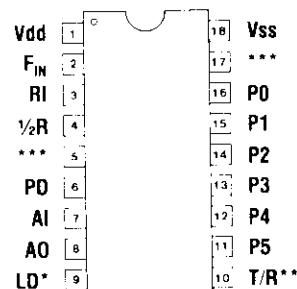 Vdd 1 18 Vss
F_IN 2 17 ***
RI 3 16 P0
½R 4 15 P1
*** 5 14 P2
PD 6 13 P3
AI 7 12 P4
AO 8 11 P5
LD* 9 10 T/R**